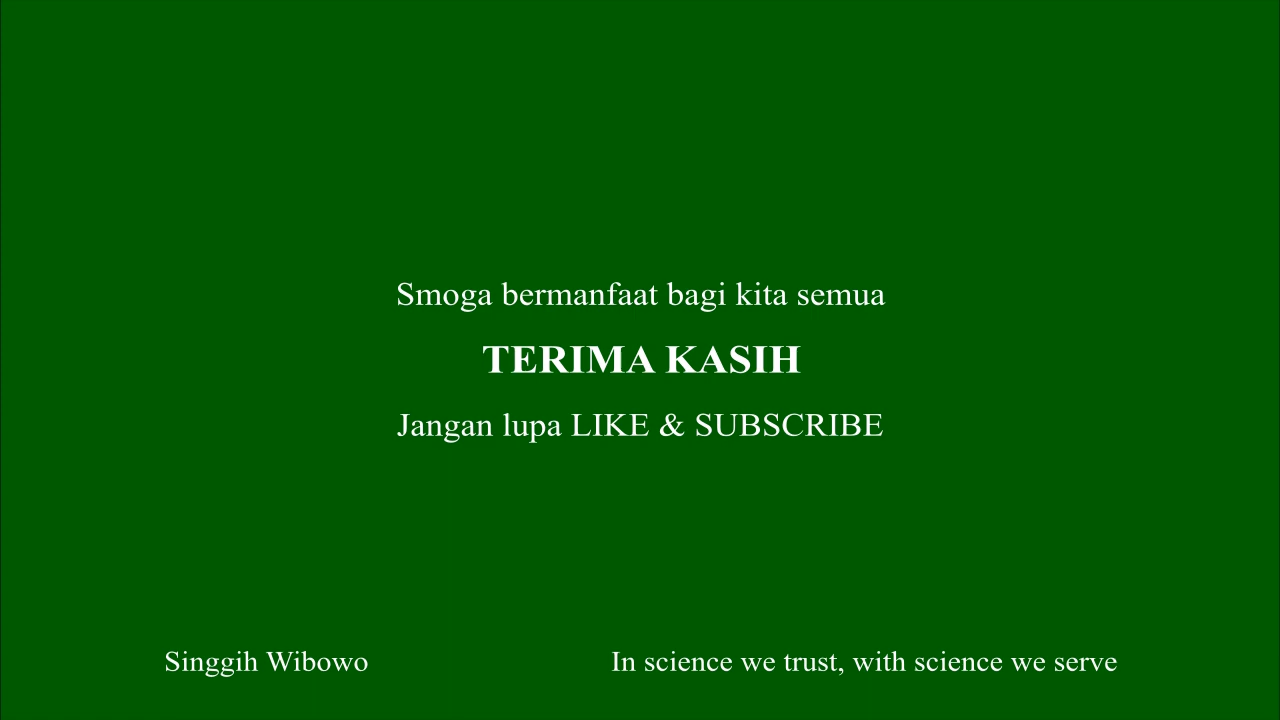 Smoga bermanfaat bagi kita semua
TERIMA KASIH
Jangan lupa LIKE & SUBSCRIBE
Singgih Wibowo
In science we trust, with science we serve